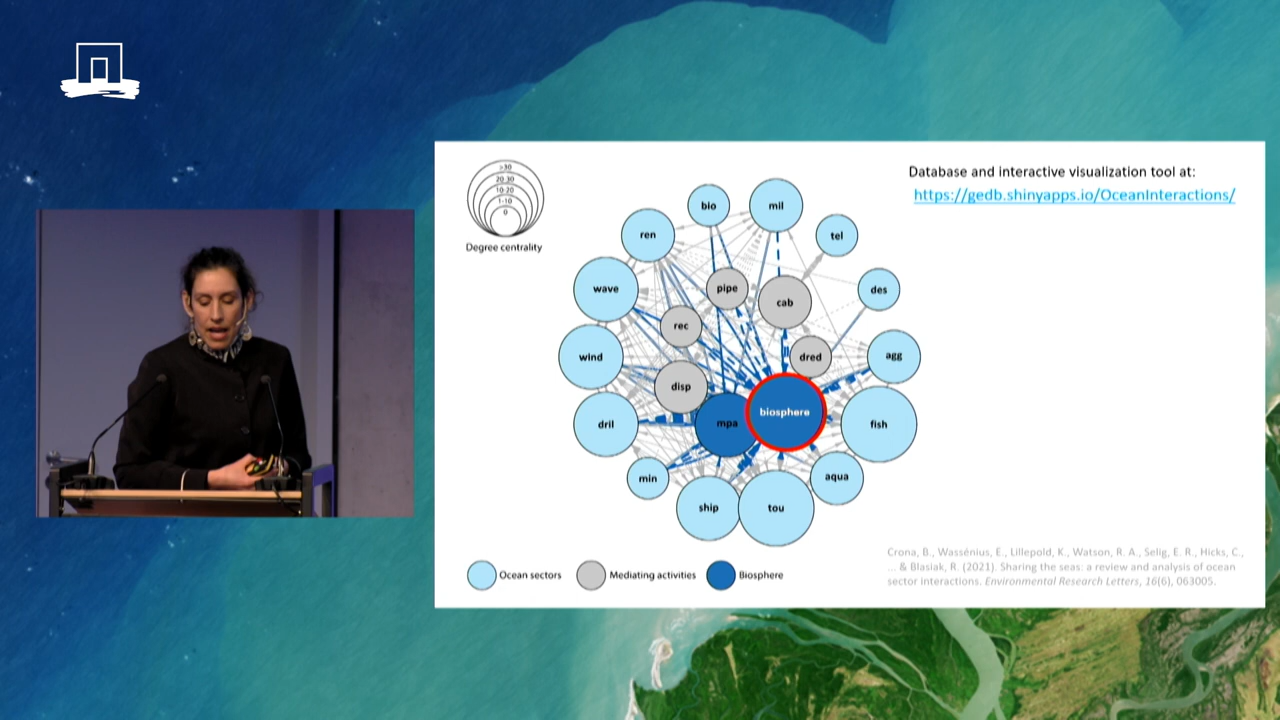 >30
20-30
10-20
1-10
0
Degree centrality
Database and interactive visualization tool at:
https://gedb.shinyapps.io/OceanInteractions/
bio
mil
ren
tel
wave
pipe
cab
des
rec
wind
dred
agg
disp
biosphere
dril
mpa
fish
min
aqua
ship
tou
Ocean sectors
Mediating activities
Biosphere
Crona, B., Wassénius, E., Lillepold, K., Watson, R. A., Selig, E. R., Hicks, C.,
... & Blasiak, R. (2021). Sharing the seas: a review and analysis of ocean
sector interactions. Environmental Research Letters, 16(6), 063005.